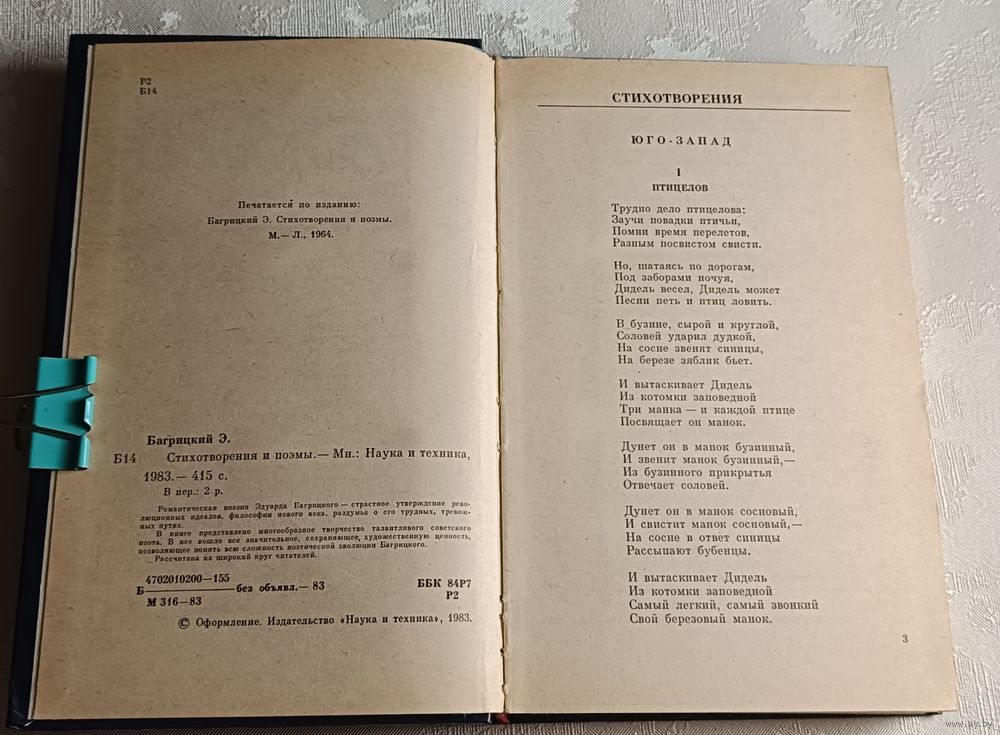 Р2
Б14
Печатается по изданию:
Багрицкий Э. Стихотворения и поэмы.
М.— Л., 1964.
Багрицкий Э.
Б14 Стихотворения и поэмы.— Мн.: Наука и техника,
1983.— 415 с.
В пер.: 2 р.
Романтическая поэзия Эдуарда Багрицкого — страстное утверждение рево-
люционных идеалов, философии нового века, раздумье о его трудных, тревож-
ных путях.
В книге представлено многообразное творчество талантливого советского
поэта. В нее вошло все значительное, сохраняющее, художественную ценность,
позволяющее понять всю сложность поэтической эволюции Багрицкого.
Рассчитана на широкий круг читателей.
4702010200—155
Б без объявл.— 83
М 316—83
ББК 84Р7
Р2
© Оформление. Издательство «Наука и техника», 1983.
СТИХОТВОРЕНИЯ
ЮГО-ЗАПАД
I
ПТИЦЕЛОВ
Трудно дело птицелова:
Заучи повадки птичьи,
Помни время перелетов,
Разным посвистом свисти.
Но, шатаясь по дорогам,
Под заборами ночуя,
Дидель весел, Дидель может
Песни петь и птиц ловить.
В бузине, сырой и круглой,
Соловей ударил дудкой,
На сосне звенят синицы,
На березе зяблик бьет.
И вытаскивает Дидель
Из котомки заповедной
Три манка — и каждой птице
Посвящает он манок.
Дунет он в манок бузинный,
И звенит манок бузинный,—
Из бузинного прикрытья
Отвечает соловей.
Дунет он в манок сосновый,
И свистит манок сосновый,—
На сосне в ответ синицы
Рассыпают бубенцы.
И вытаскивает Дидель
Из котомки заповедной
Самый легкий, самый звонкий
Свой березовый манок.
3
www.ay.by